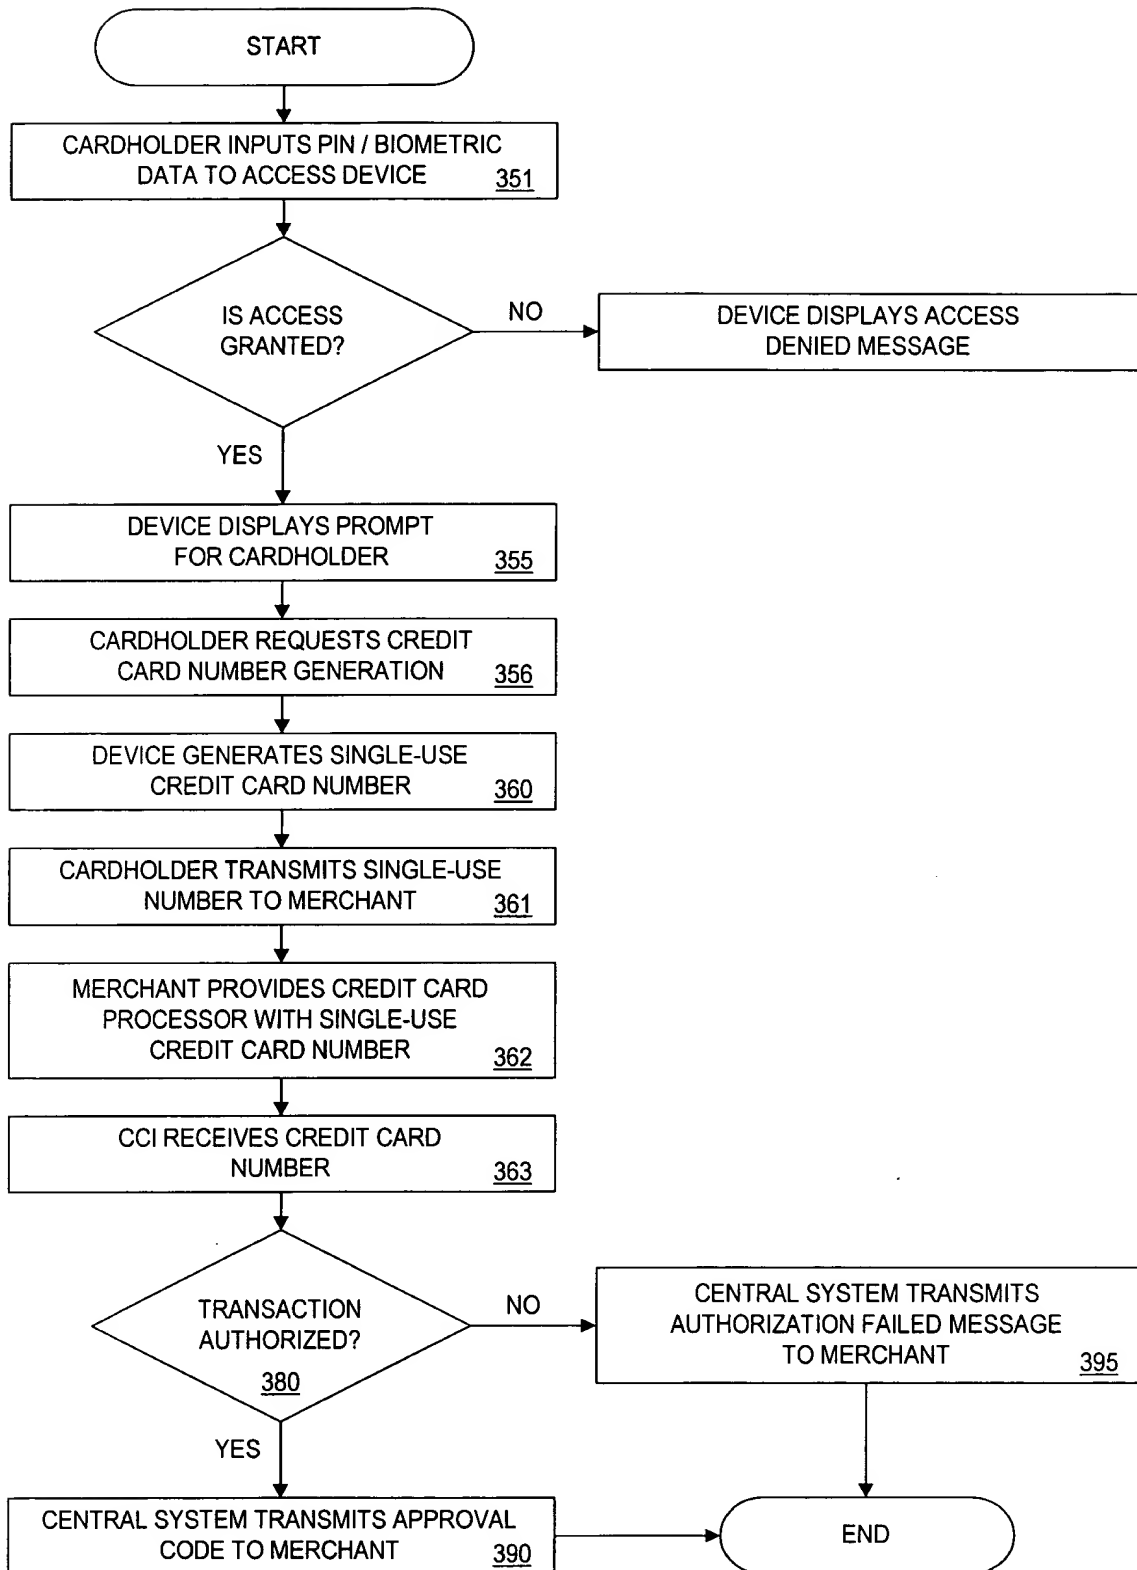 START
CARDHOLDER INPUTS PIN / BIOMETRIC
DATA TO ACCESS DEVICE 351
IS ACCESS
GRANTED?
NO
DEVICE DISPLAYS ACCESS
DENIED MESSAGE
YES
DEVICE DISPLAYS PROMPT
FOR CARDHOLDER 355
CARDHOLDER REQUESTS CREDIT
CARD NUMBER GENERATION 356
DEVICE GENERATES SINGLE-USE
CREDIT CARD NUMBER 360
CARDHOLDER TRANSMITS SINGLE-USE
NUMBER TO MERCHANT 361
MERCHANT PROVIDES CREDIT CARD
PROCESSOR WITH SINGLE-USE
CREDIT CARD NUMBER 362
CCI RECEIVES CREDIT CARD
NUMBER 363
TRANSACTION
AUTHORIZED?
380
NO
CENTRAL SYSTEM TRANSMITS
AUTHORIZATION FAILED MESSAGE
TO MERCHANT 395
YES
CENTRAL SYSTEM TRANSMITS APPROVAL
CODE TO MERCHANT 390
END